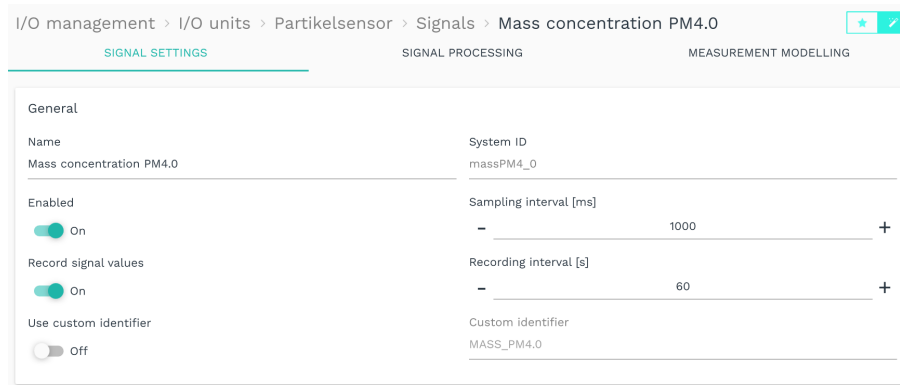 I/O management > I/O units > Partikelsensor > Signals > Mass concentration PM4.0
SIGNAL SETTINGS SIGNAL PROCESSING MEASUREMENT MODELLING
General
Name System ID
Mass concentration PM4.0 massPM4_0
Enabled Sampling interval [ms]
On - 1000 +
Record signal values Recording interval [s]
On - 60 +
Use custom identifier Custom identifier
Off MASS_PM4.0